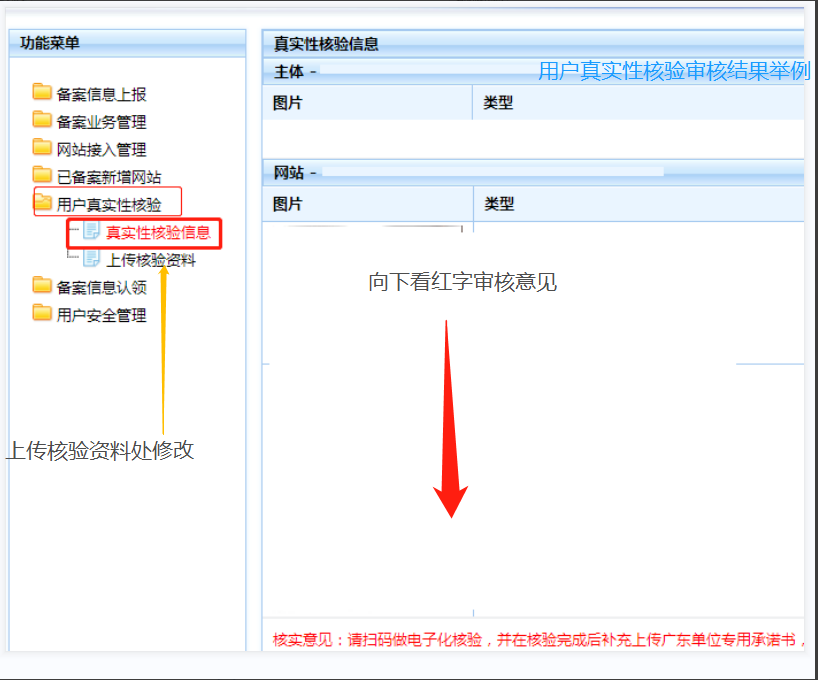 功能菜单
备案信息上报
备案业务管理
网站接入管理
已备案新增网站
用户真实性核验
真实性核验信息
上传核验资料
备案信息认领
用户安全管理
上传核验资料处修改
真实性核验信息
主体 -
用户真实性核验审核结果举例
图片 类型
网站 -
图片 类型
向下看红字审核意见
核实意见：请扫码做电子化核验，并在核验完成后补充上传广东单位专用承诺书，